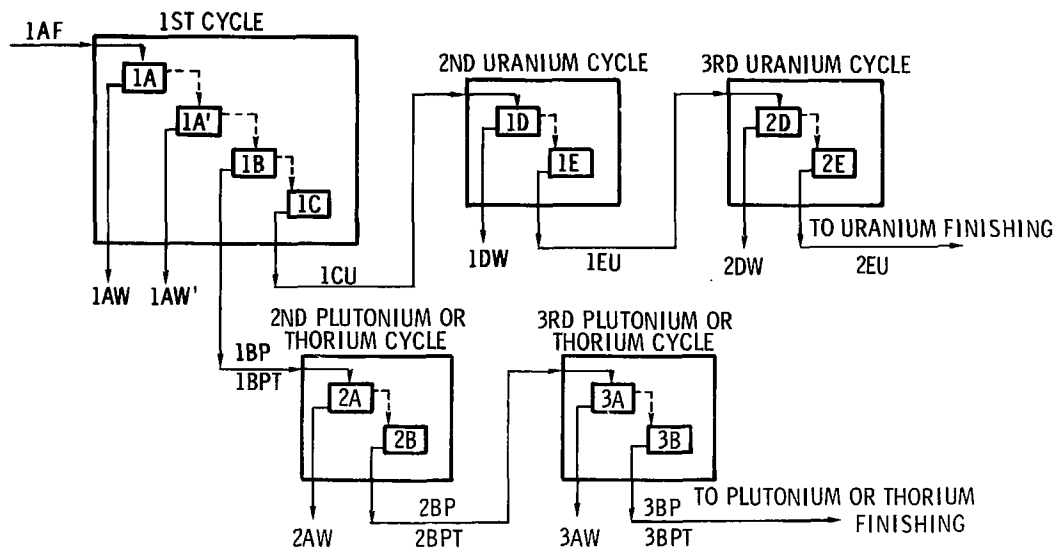 1AF
1ST CYCLE
1A
1A'
1B
1C
1AW
1AW'
1CU
2ND URANIUM CYCLE
1D
1E
1DW
1EU
3RD URANIUM CYCLE
2D
2E
2DW
TO URANIUM FINISHING
2EU
1BP
1BPT
2ND PLUTONIUM OR
THORIUM CYCLE
2A
2B
2AW
2BP
2BPT
3RD PLUTONIUM OR
THORIUM CYCLE
3A
3B
3AW
3BP
3BPT
TO PLUTONIUM OR THORIUM
FINISHING